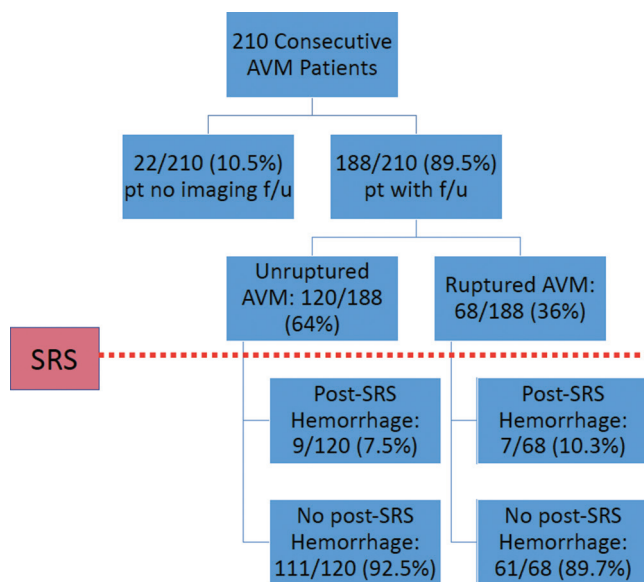 210 Consecutive
AVM Patients
22/210 (10.5%)
pt no imaging f/u
188/210 (89.5%)
pt with f/u
Unruptured
AVM: 120/188
(64%)
Ruptured AVM:
68/188 (36%)
SRS
Post-SRS
Hemorrhage:
9/120 (7.5%)
Post-SRS
Hemorrhage:
7/68 (10.3%)
No post-SRS
Hemorrhage:
111/120 (92.5%)
No post-SRS
Hemorrhage:
61/68 (89.7%)